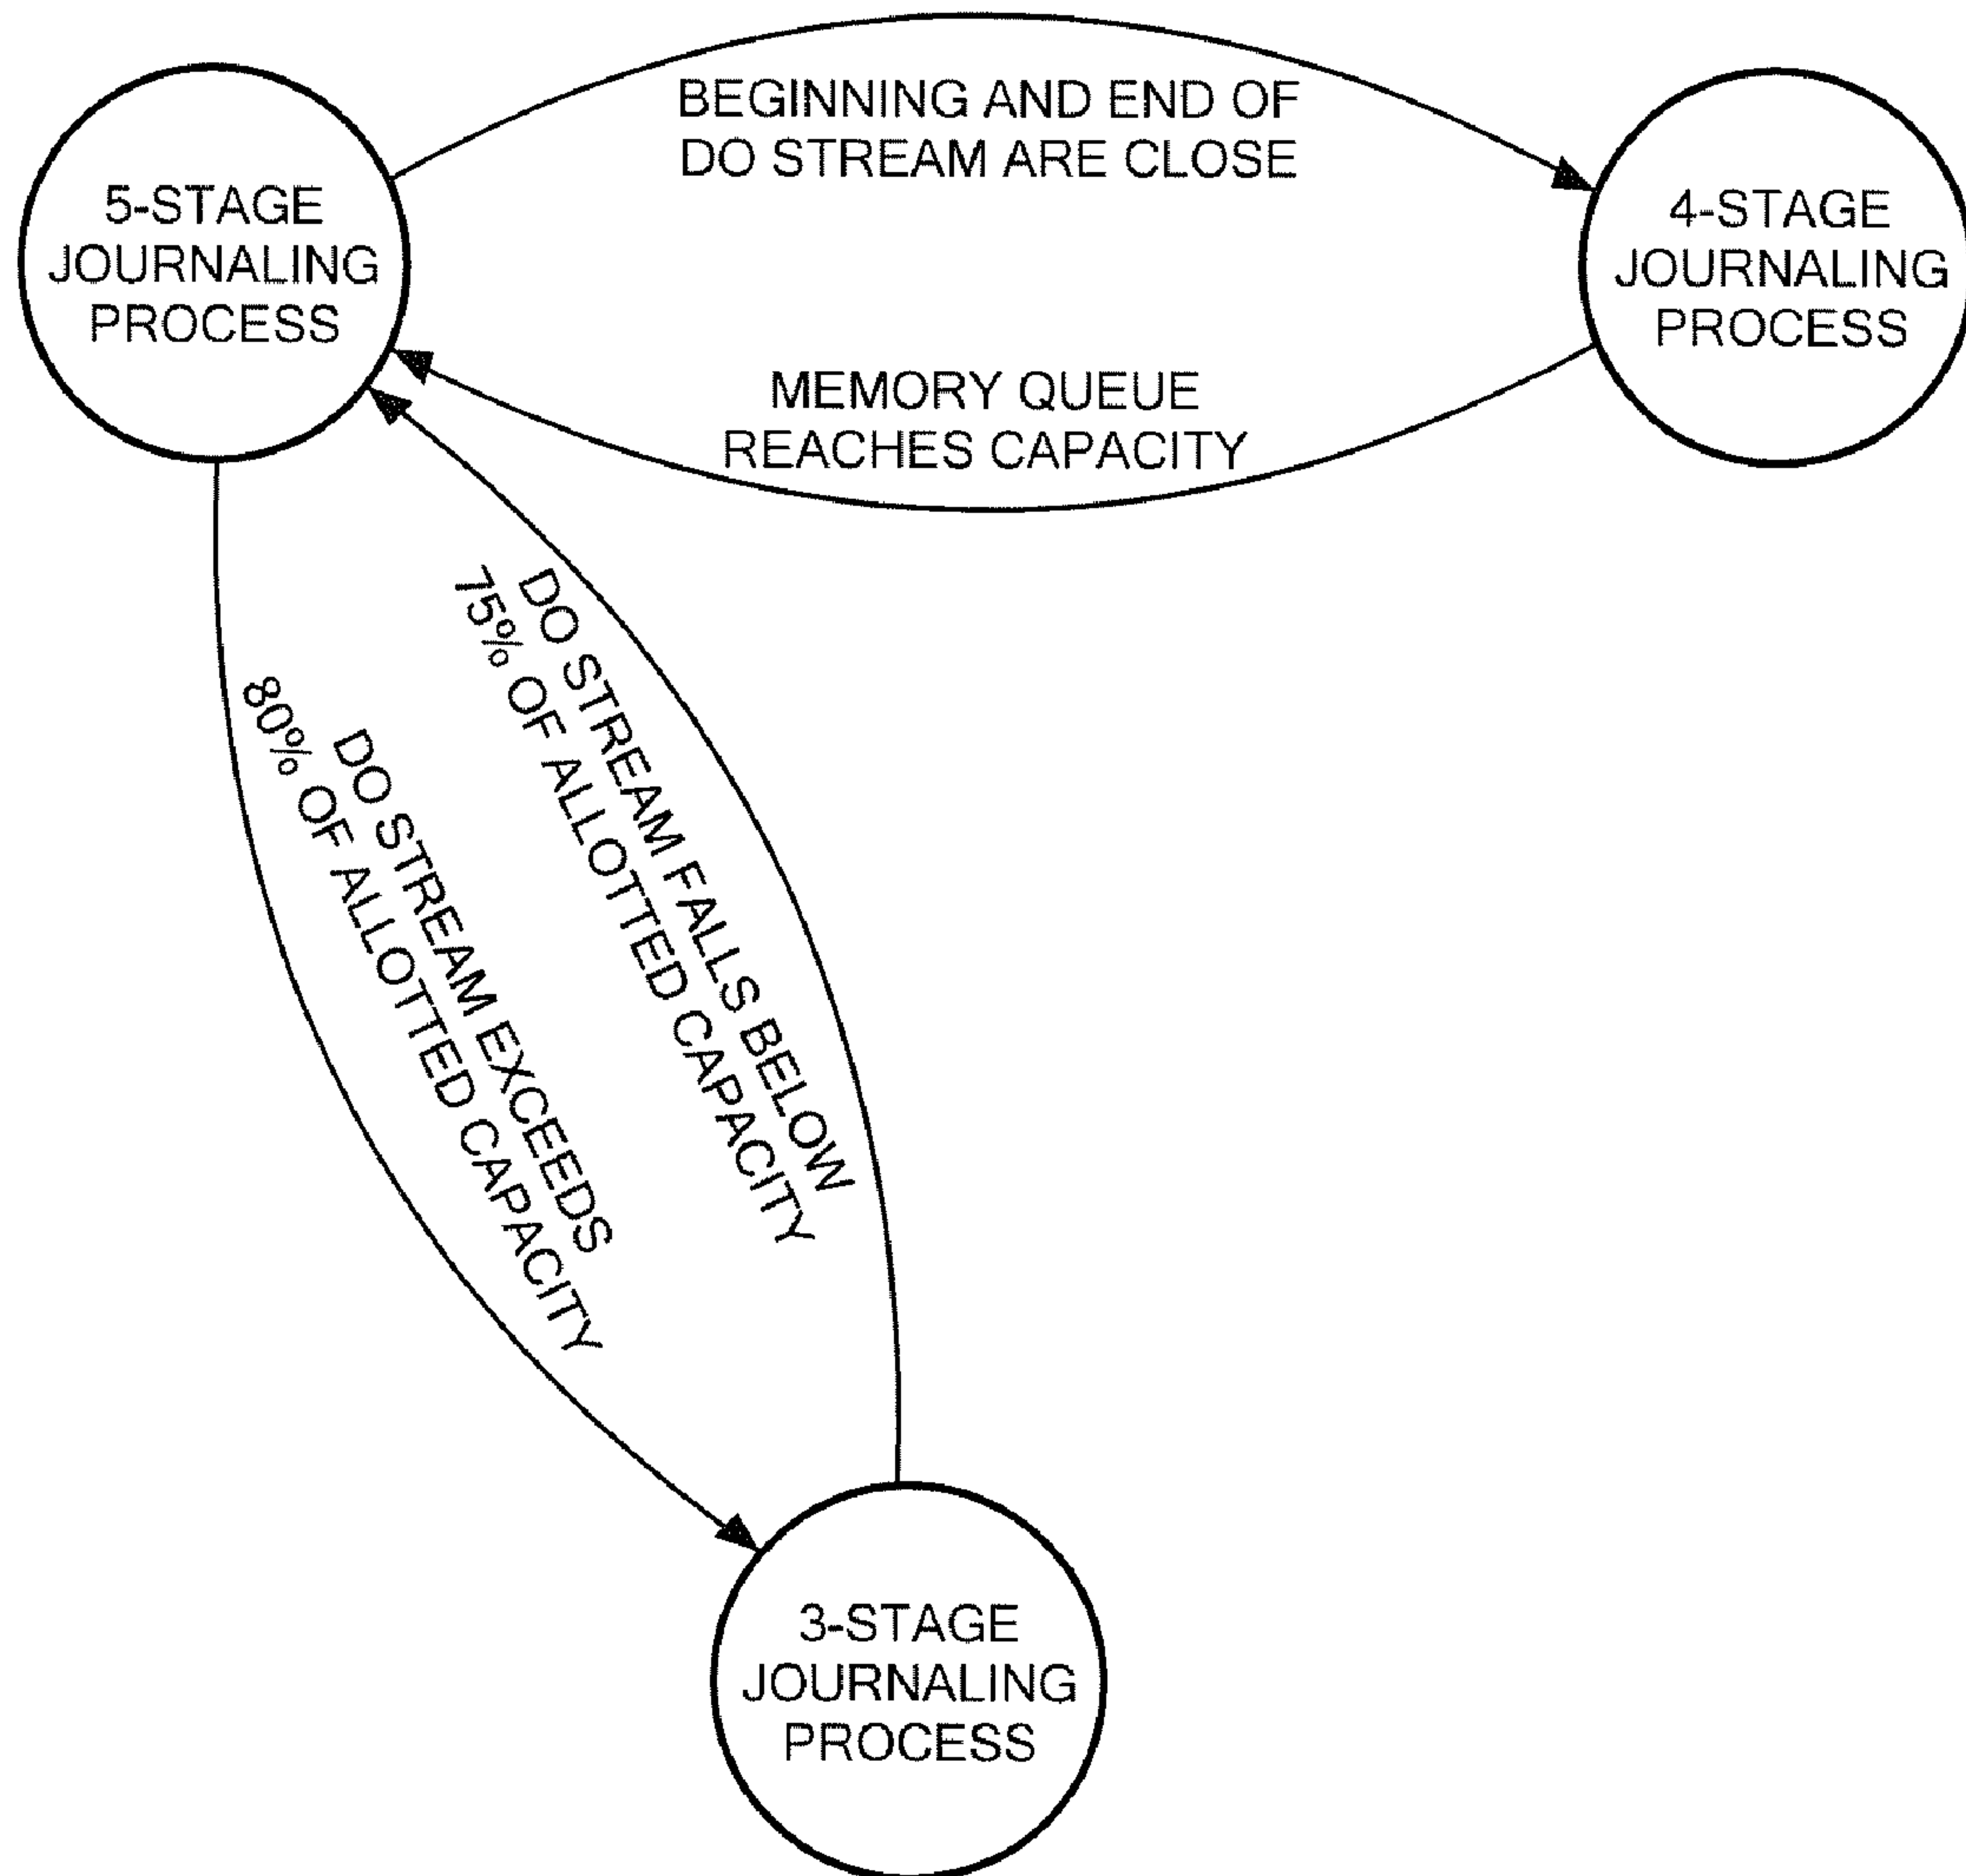 BEGINNING AND END OF
DO STREAM ARE CLOSE
5-STAGE
JOURNALING
PROCESS
4-STAGE
JOURNALING
PROCESS
MEMORY QUEUE
REACHES CAPACITY
DO STREAM FALLS BELOW
75% OF ALLOTTED CAPACITY
DO STREAM EXCEEDS
80% OF ALLOTTED CAPACITY
3-STAGE
JOURNALING
PROCESS